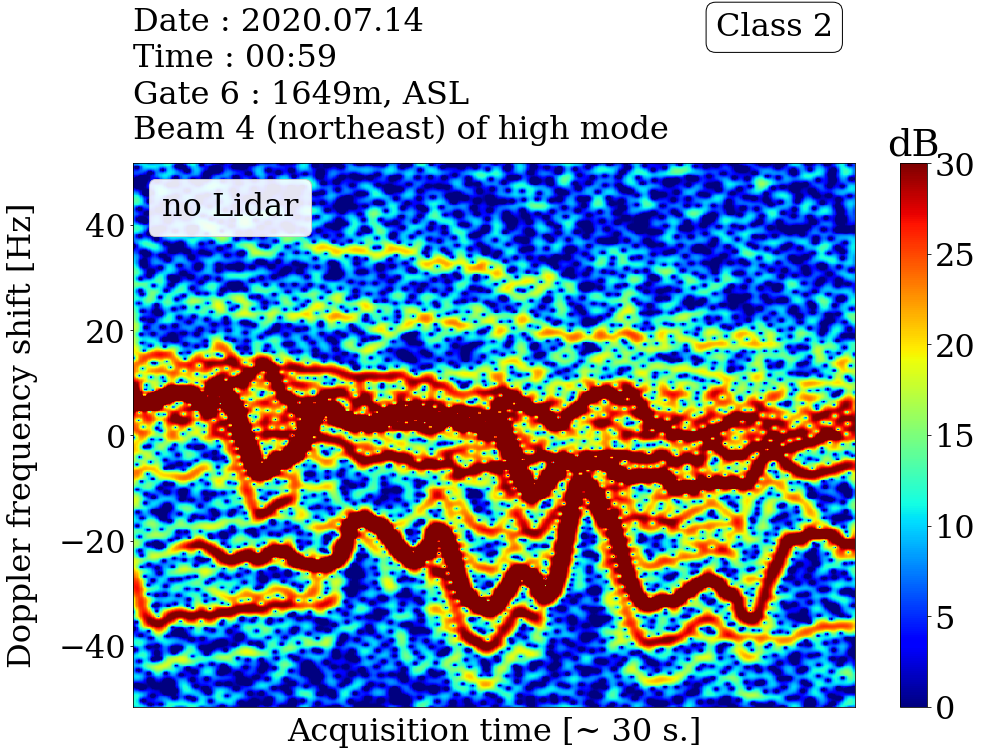 Date : 2020.07.14
Time : 00:59
Gate 6 : 1649m, ASL
Beam 4 (northeast) of high mode
Class 2
dB
no Lidar
Doppler frequency shift [Hz]
40
20
0
−20
−40
30
25
20
15
10
5
0
Acquisition time [~ 30 s.]